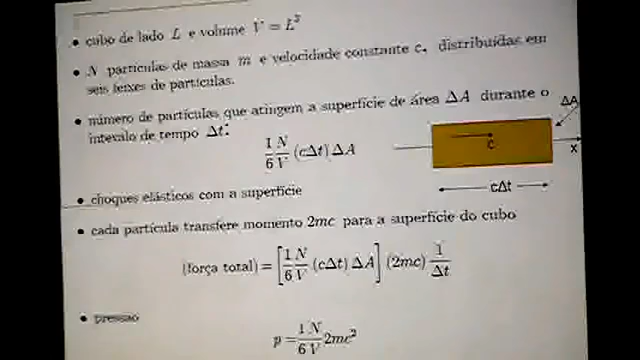 • cubo de lado L e volume V = L³
• N partículas de massa m e velocidade constante c, distribuídas em
seis feixes de partículas.
• número de partículas que atingem a superfície de área ΔA durante o
intevalo de tempo Δt:
1/6 N/V (cΔt) ΔA
ΔA
c
x
cΔt
• choques elásticos com a superfície
• cada partícula transfere momento 2mc para a superfície do cubo
(força total) = [1/6 N/V (cΔt) ΔA] (2mc) 1/Δt
• pressão
p = 1/6 N/V 2mc²